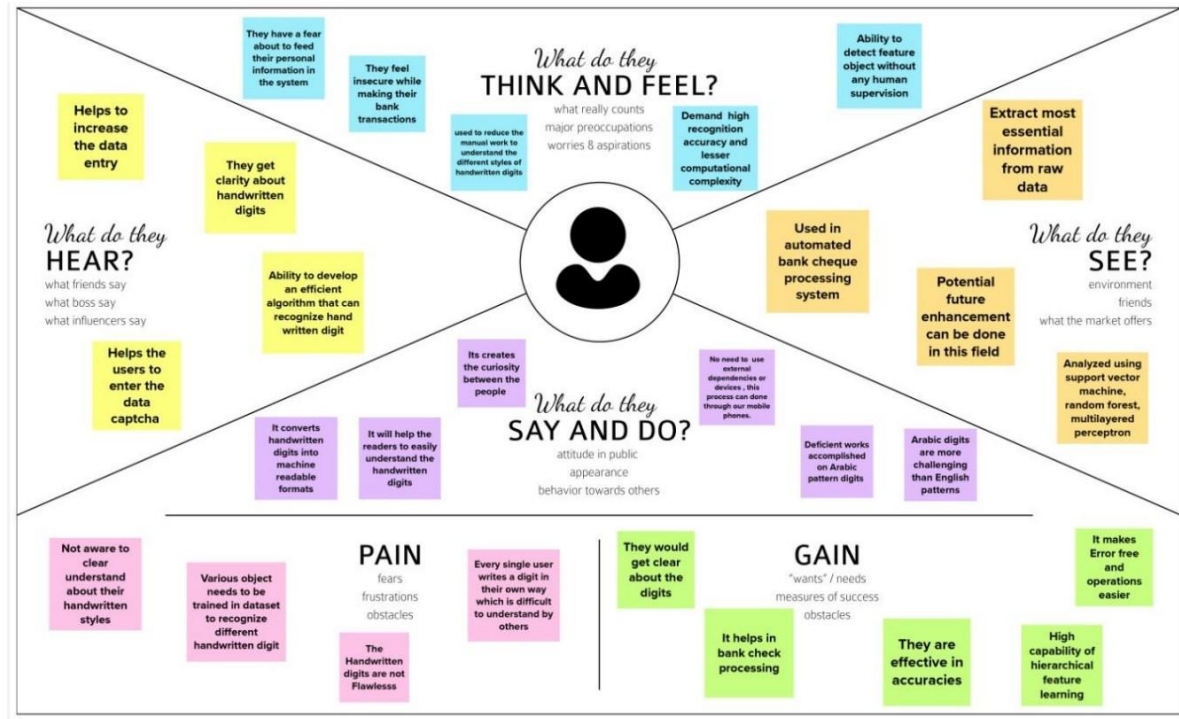 They have a fear
about to feed
their personal
information in
the system
They feel
insecure while
making their
bank
transactions
used to reduce the
manual work to
understand the
different styles of
handwritten digits
What do they
THINK AND FEEL?
what really counts
major preoccupations
worries & aspirations
Demand high
recognition
accuracy and
lesser
computational
complexity
Ability to
detect feature
object without
any human
supervision
Helps to
increase
the data
entry
They get
clarity about
handwritten
digits
What do they
HEAR?
what friends say
what boss say
what influencers say
Ability to develop
an efficient
algorithm that can
recognize hand
written digit
Helps the
users to
enter the
data
captcha
Extract most
essential
information
from raw
data
Used in
automated
bank cheque
processing
system
What do they
SEE?
environment
friends
what the market offers
Potential
future
enhancement
can be done
in this field
Analyzed using
support vector
machine,
random forest,
multilayered
perceptron
Its creates
the curiosity
between the
people
It converts
handwritten
digits into
machine
readable
formats
It will help the
readers to easily
understand the
handwritten
digits
What do they
SAY AND DO?
attitude in public
appearance
behavior towards others
No need to use
external
dependencies or
devices , this
process can done
through our mobile
phones.
Deficient works
accomplished
on Arabic
pattern digits
Arabic digits
are more
challenging
than English
patterns
Not aware to
clear
understand
about their
handwritten
styles
Various object
needs to be
trained in dataset
to recognize
different
handwritten digit
PAIN
fears
frustrations
obstacles
The
Handwritten
digits are not
Flawlesss
Every single user
writes a digit in
their own way
which is difficult
to understand by
others
They would
get clear
about the
digits
GAIN
"wants" / needs
measures of success
obstacles
It helps in
bank check
processing
They are
effective in
accuracies
It makes
Error free
and
operations
easier
High
capability of
hierarchical
feature
learning